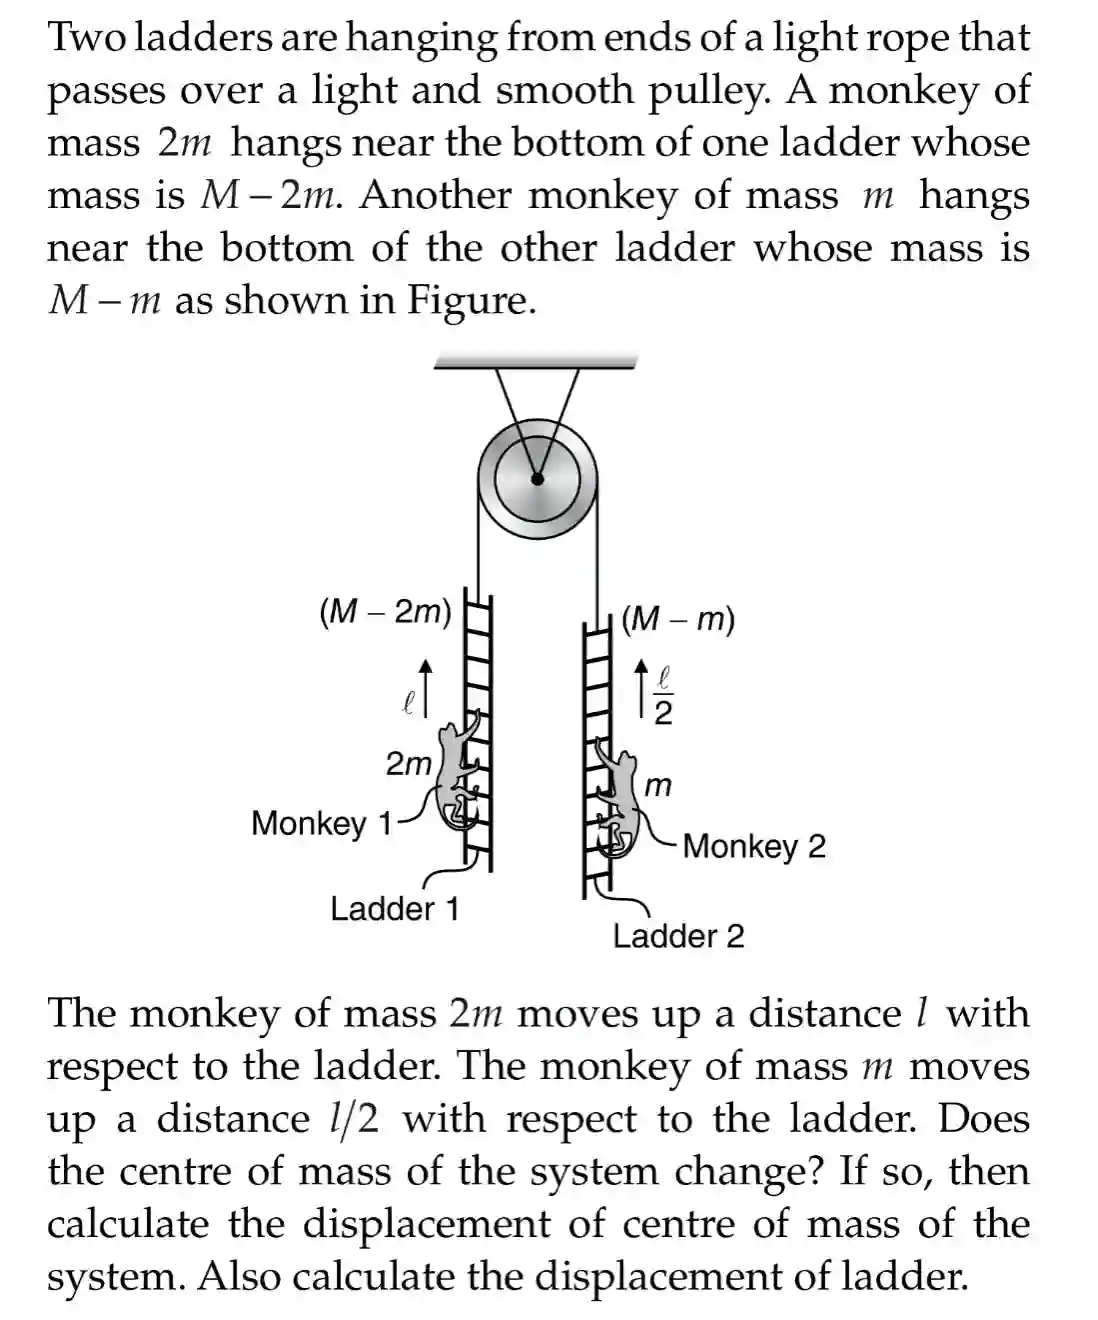 Two ladders are hanging from ends of a light rope that
passes over a light and smooth pulley. A monkey of
mass 2m hangs near the bottom of one ladder whose
mass is M – 2m. Another monkey of mass m hangs
near the bottom of the other ladder whose mass is
M – m as shown in Figure.
(M – 2m)
(M – m)
ℓ
ℓ/2
2m
m
Monkey 1
Monkey 2
Ladder 1
Ladder 2
The monkey of mass 2m moves up a distance l with
respect to the ladder. The monkey of mass m moves
up a distance l/2 with respect to the ladder. Does
the centre of mass of the system change? If so, then
calculate the displacement of centre of mass of the
system. Also calculate the displacement of ladder.